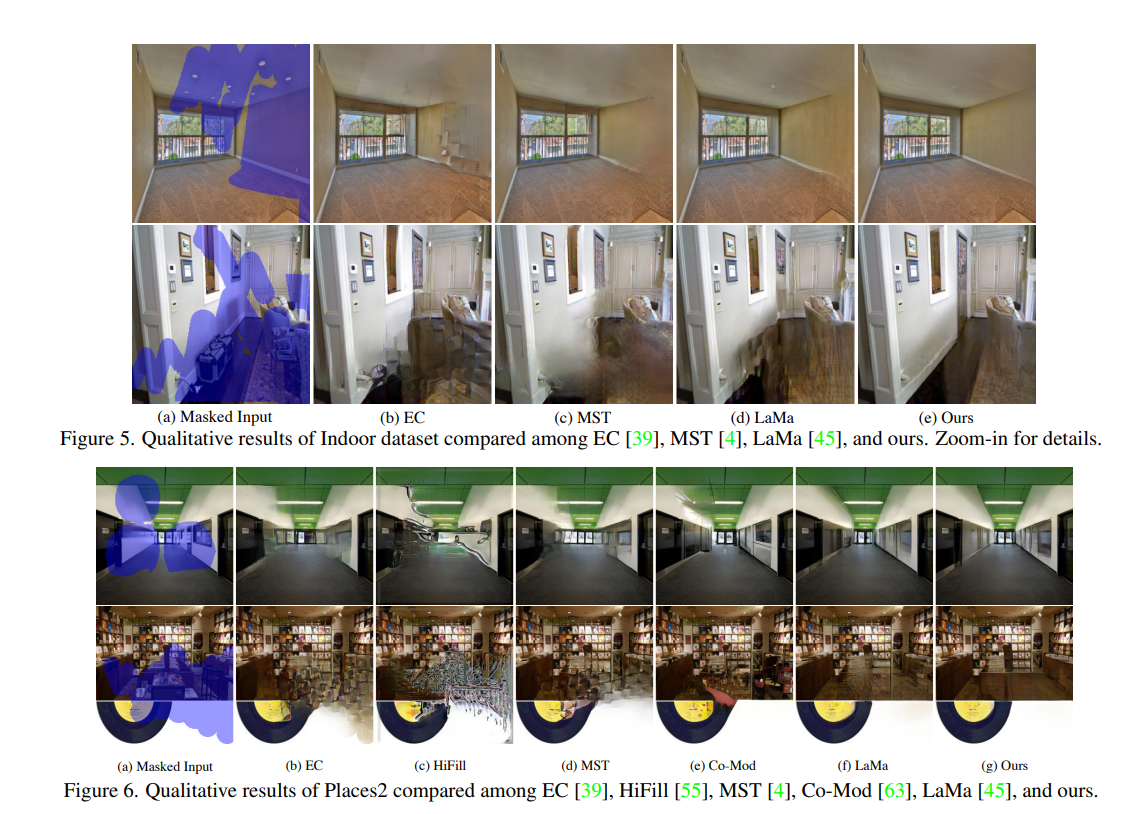 (a) Masked Input (b) EC (c) MST (d) LaMa (e) Ours
Figure 5. Qualitative results of Indoor dataset compared among EC [39], MST [4], LaMa [45], and ours. Zoom-in for details.
(a) Masked Input (b) EC (c) HiFill (d) MST (e) Co-Mod (f) LaMa (g) Ours
Figure 6. Qualitative results of Places2 compared among EC [39], HiFill [55], MST [4], Co-Mod [63], LaMa [45], and ours.